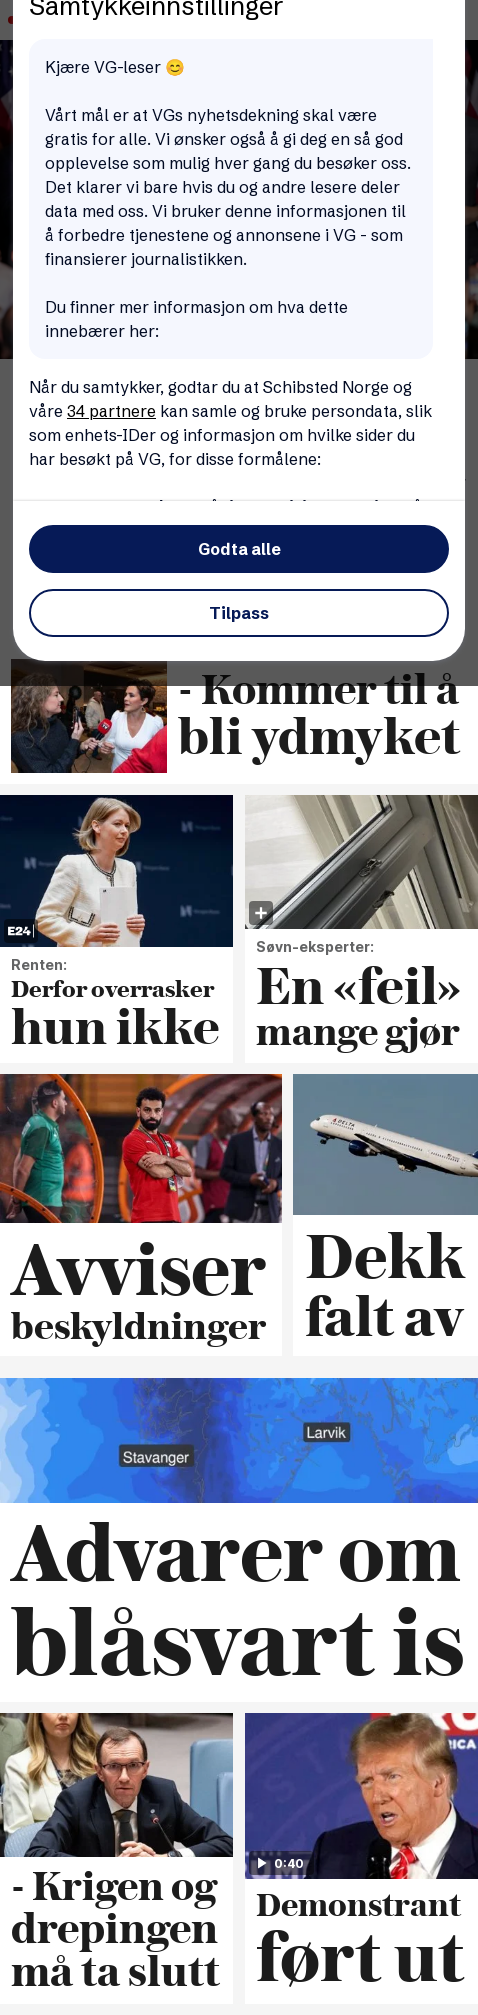 Samtykkeinnstillinger
Kjære VG-leser 😊
Vårt mål er at VGs nyhetsdekning skal være
gratis for alle. Vi ønsker også å gi deg en så god
opplevelse som mulig hver gang du besøker oss.
Det klarer vi bare hvis du og andre lesere deler
data med oss. Vi bruker denne informasjonen til
å forbedre tjenestene og annonsene i VG - som
finansierer journalistikken.
Du finner mer informasjon om hva dette
innebærer her:
Når du samtykker, godtar du at Schibsted Norge og
våre 34 partnere kan samle og bruke persondata, slik
som enhets-IDer og informasjon om hvilke sider du
har besøkt på VG, for disse formålene:
Godta alle
Tilpass
- Kommer til å
bli ydmyket
E24
Renten:
Derfor overrasker
hun ikke
Søvn-eksperter:
En «feil»
mange gjør
Avviser
beskyldninger
DELTA
Dekk
falt av
Larvik
Stavanger
Advarer om
blåsvart is
- Krigen og
drepingen
må ta slutt
0:40
Demonstrant
ført ut